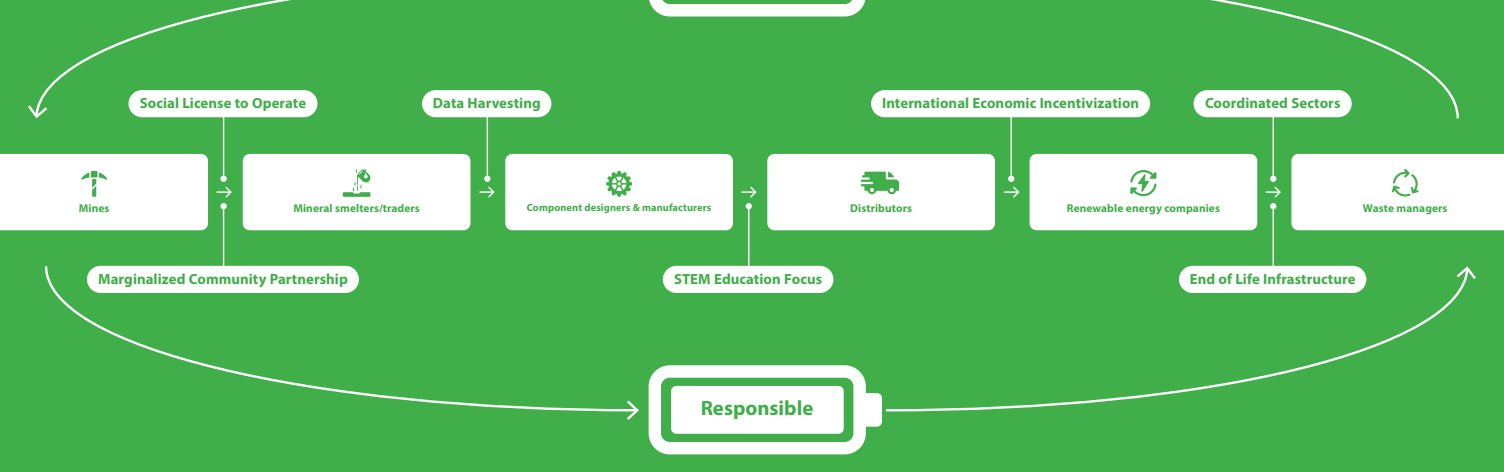 Social License to Operate
Data Harvesting
International Economic Incentivization
Coordinated Sectors
Mines
Mineral smelters/traders
Component designers & manufacturers
Distributors
Renewable energy companies
Waste managers
Marginalized Community Partnership
STEM Education Focus
End of Life Infrastructure
Responsible